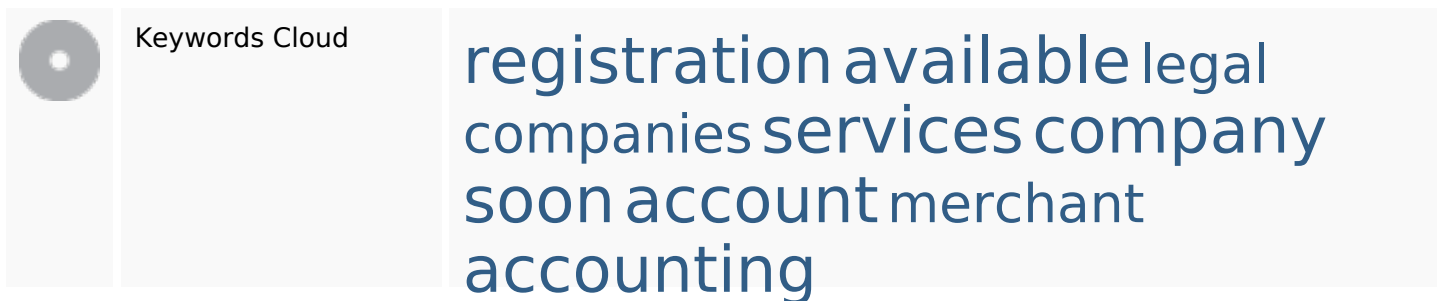 Keywords Cloud
registration available legal
companies services company
soon account merchant
accounting